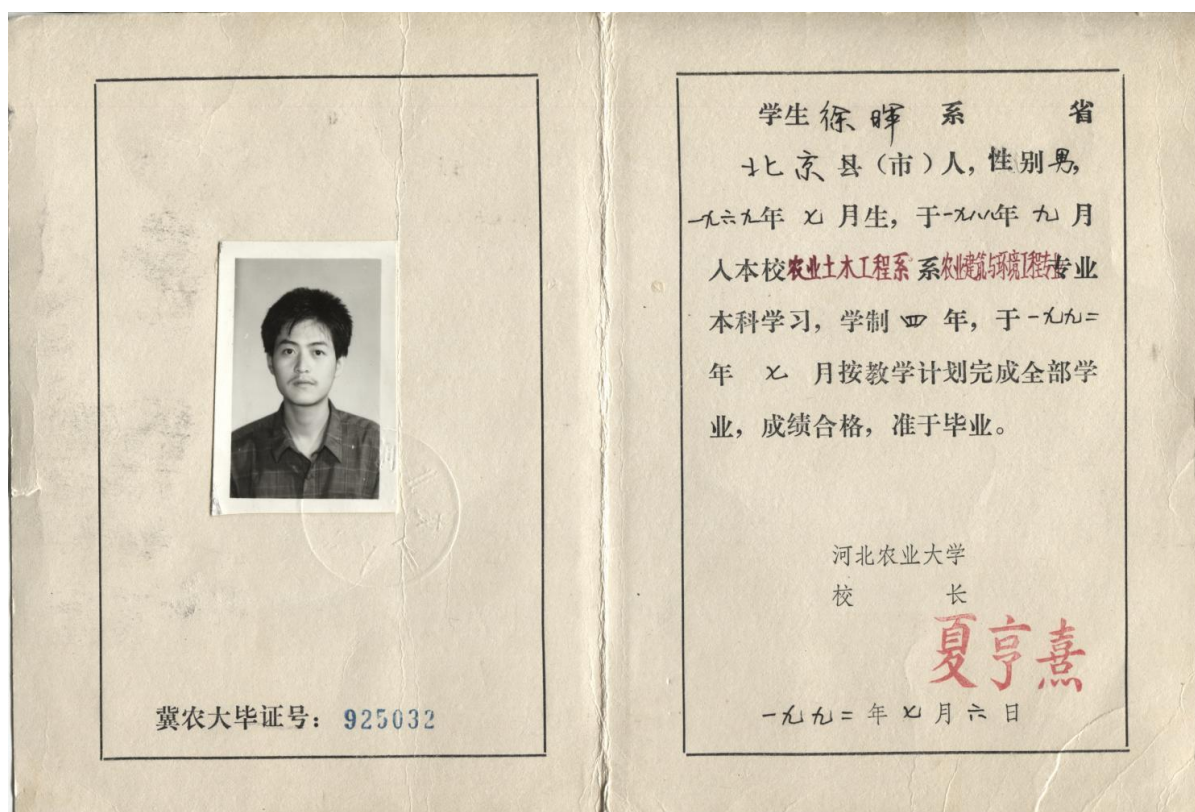 冀农大毕证号：925032
学生 徐晖 系 省
北京县（市）人，性别男，
一九六九年 七 月生，于一九八八年 九 月
入本校农业土木工程系 系农业建筑与环境工程专业
本科学习，学制 四 年，于一九九二
年 七 月按教学计划完成全部学
业，成绩合格，准于毕业。
河北农业大学
校 长
夏亨熹
一九九二年 七 月 六 日